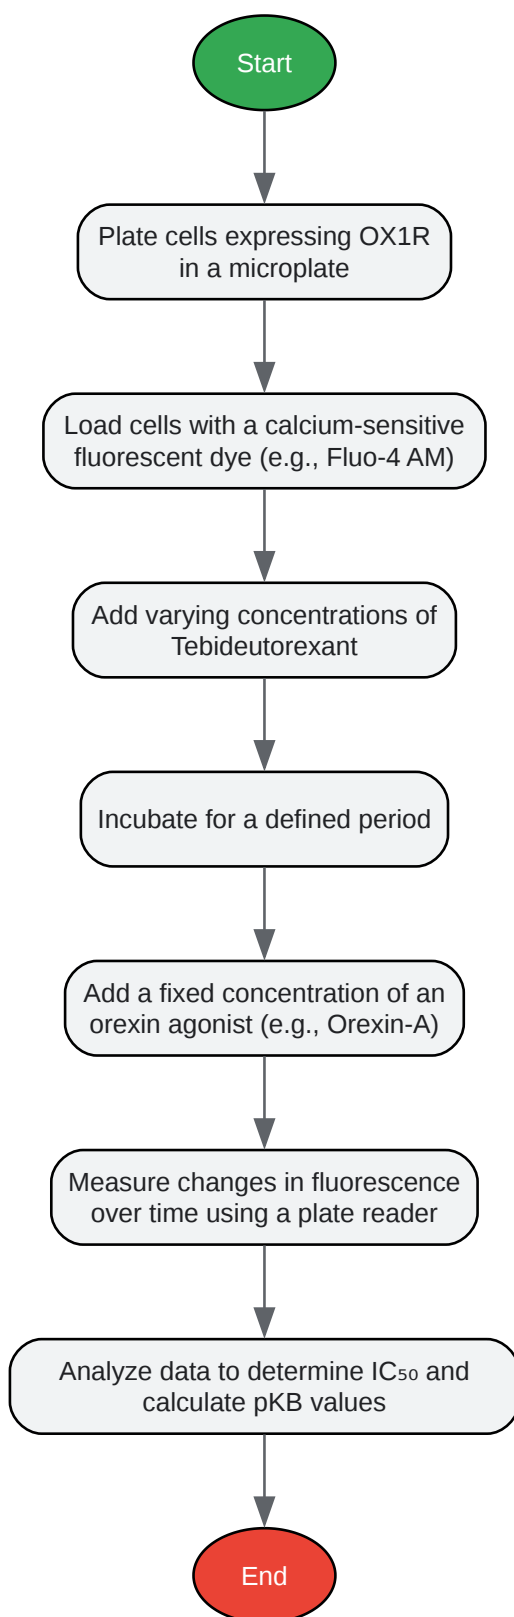 Start
Plate cells expressing OX1R
in a microplate
Load cells with a calcium-sensitive
fluorescent dye (e.g., Fluo-4 AM)
Add varying concentrations of
Tebideutorexant
Incubate for a defined period
Add a fixed concentration of an
orexin agonist (e.g., Orexin-A)
Measure changes in fluorescence
over time using a plate reader
Analyze data to determine IC₅₀ and
calculate pKB values
End